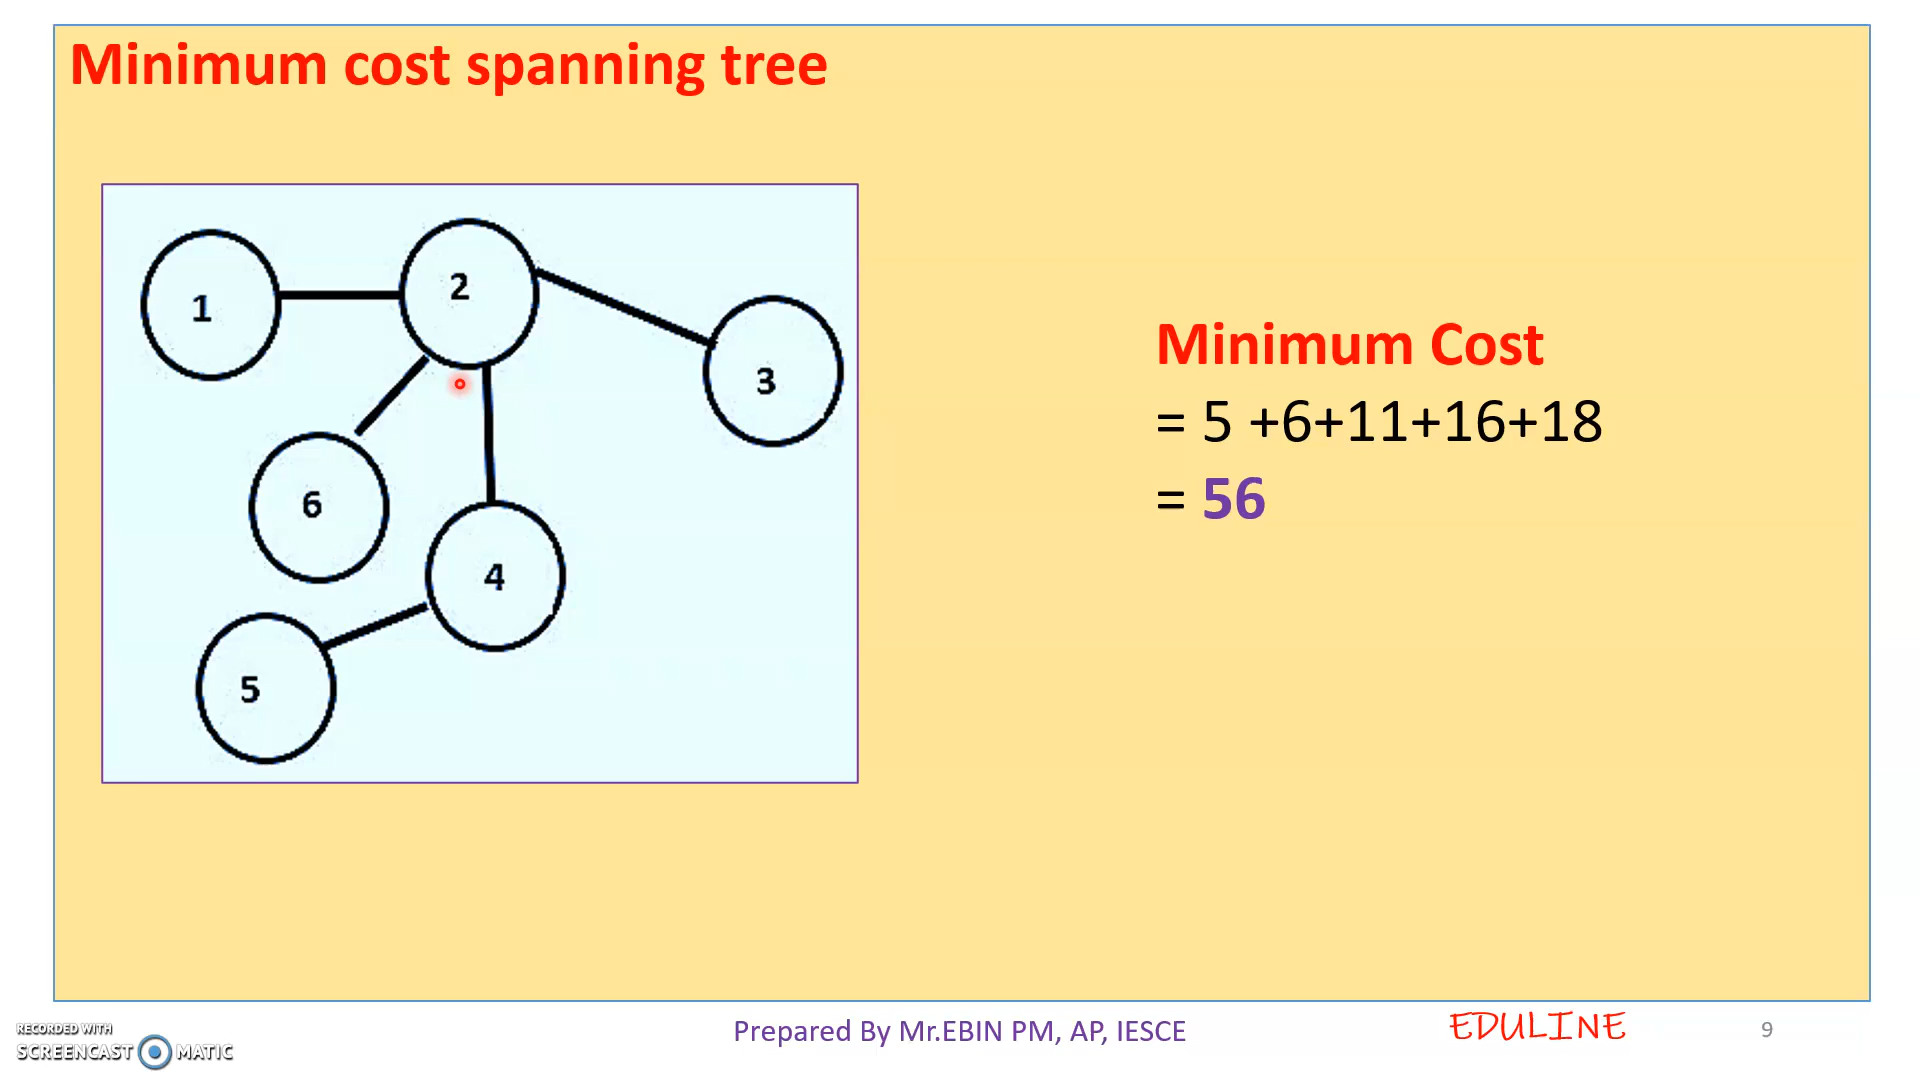 Minimum cost spanning tree
1
2
3
6
4
5
Minimum Cost
= 5 +6+11+16+18
= 56
RECORDED WITH
SCREENCAST MATIC
Prepared By Mr.EBIN PM, AP, IESCE
EDULINE
9